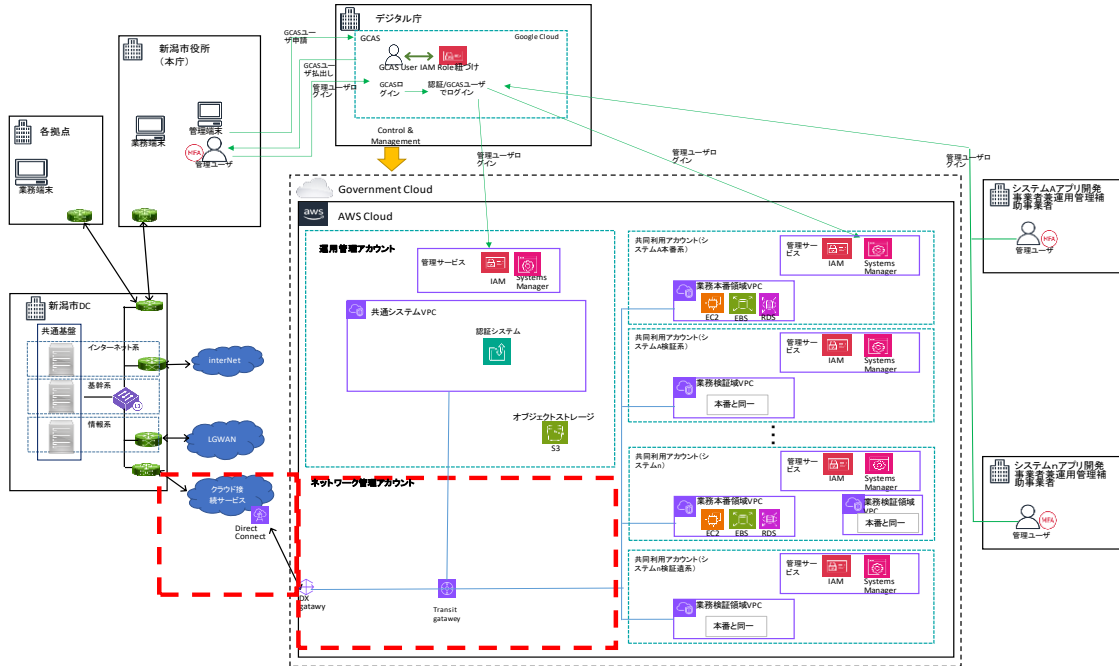 デジタル庁
GCAS
Google Cloud
GCAS User IAM Role紐づけ
GCASロ
グイン
認証/GCASユーザ
でログイン
GCASユー
ザ申請
GCASユー
ザ払出し
管理ユーザロ
グイン
新潟市役所
(本庁)
管理端末
業務端末
MFA
管理ユーザ
各拠点
業務端末
Control &
Management
管理ユーザロ
グイン
管理ユーザロ
グイン
管理ユーザロ
グイン
システムAアプリ開発
事業者兼運用管理補
助事業者
MFA
管理ユーザ
システムnアプリ開発
事業者兼運用管理補
助事業者
MFA
管理ユーザ
新潟市DC
共通基盤
インターネット系
基幹系
情報系
L3
interNet
LGWAN
クラウド接
続サービス
Direct
Connect
Government Cloud
aws
AWS Cloud
運用管理アカウント
管理サービス
IAM
Systems
Manager
共通システムVPC
認証システム
オブジェクトストレージ
S3
ネットワーク管理アカウント
DX
gatawy
Transit
gatawey
共同利用アカウント(シ
ステムA本番系)
管理サー
ビス
IAM
Systems
Manager
業務本番領域VPC
EC2
EBS
RDS
共同利用アカウント(シ
ステムA検証系)
管理サー
ビス
IAM
Systems
Manager
業務検証域VPC
本番と同一
共同利用アカウント(シ
ステムn)
管理サー
ビス
IAM
Systems
Manager
業務本番領域VPC
EC2
EBS
RDS
業務検証領域
VPC
本番と同一
共同利用アカウント(シ
ステムn検証遺系)
管理サー
ビス
IAM
Systems
Manager
業務検証領域VPC
本番と同一